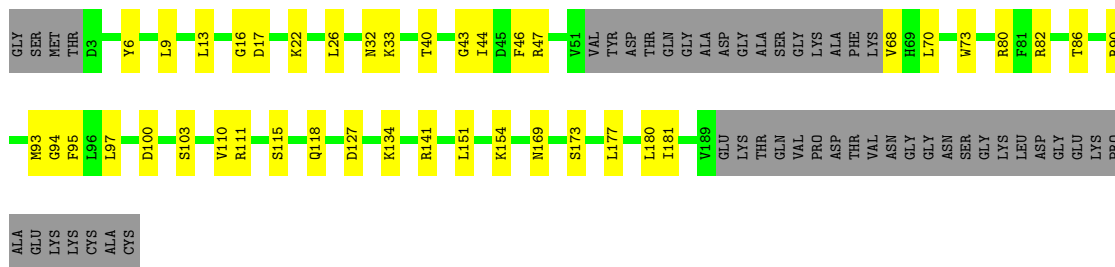 GLY SER MET THR D3 Y6 L9 L13 G16 D17 K22 L26 N32 K33 T40 G43 I44 D45 F46 R47 V51 VAL TYR ASP THR GLN GLY ALA ASP GLY ALA SER GLY LYS ALA PHE LYS V68 H69 L70 W73 R80 F81 R82 T86
M93 G94 F95 L96 L97 D100 S103 V110 R111 S115 Q118 D127 K134 R141 L151 K154 N169 S173 L177 L180 I181 V189 GLU LYS THR GLN VAL PRO ASP THR VAL ASN GLY GLY ASN SER GLY LYS LEU ASP GLY GLU LYS PRO
ALA GLU LYS LYS CYS ALA CYS